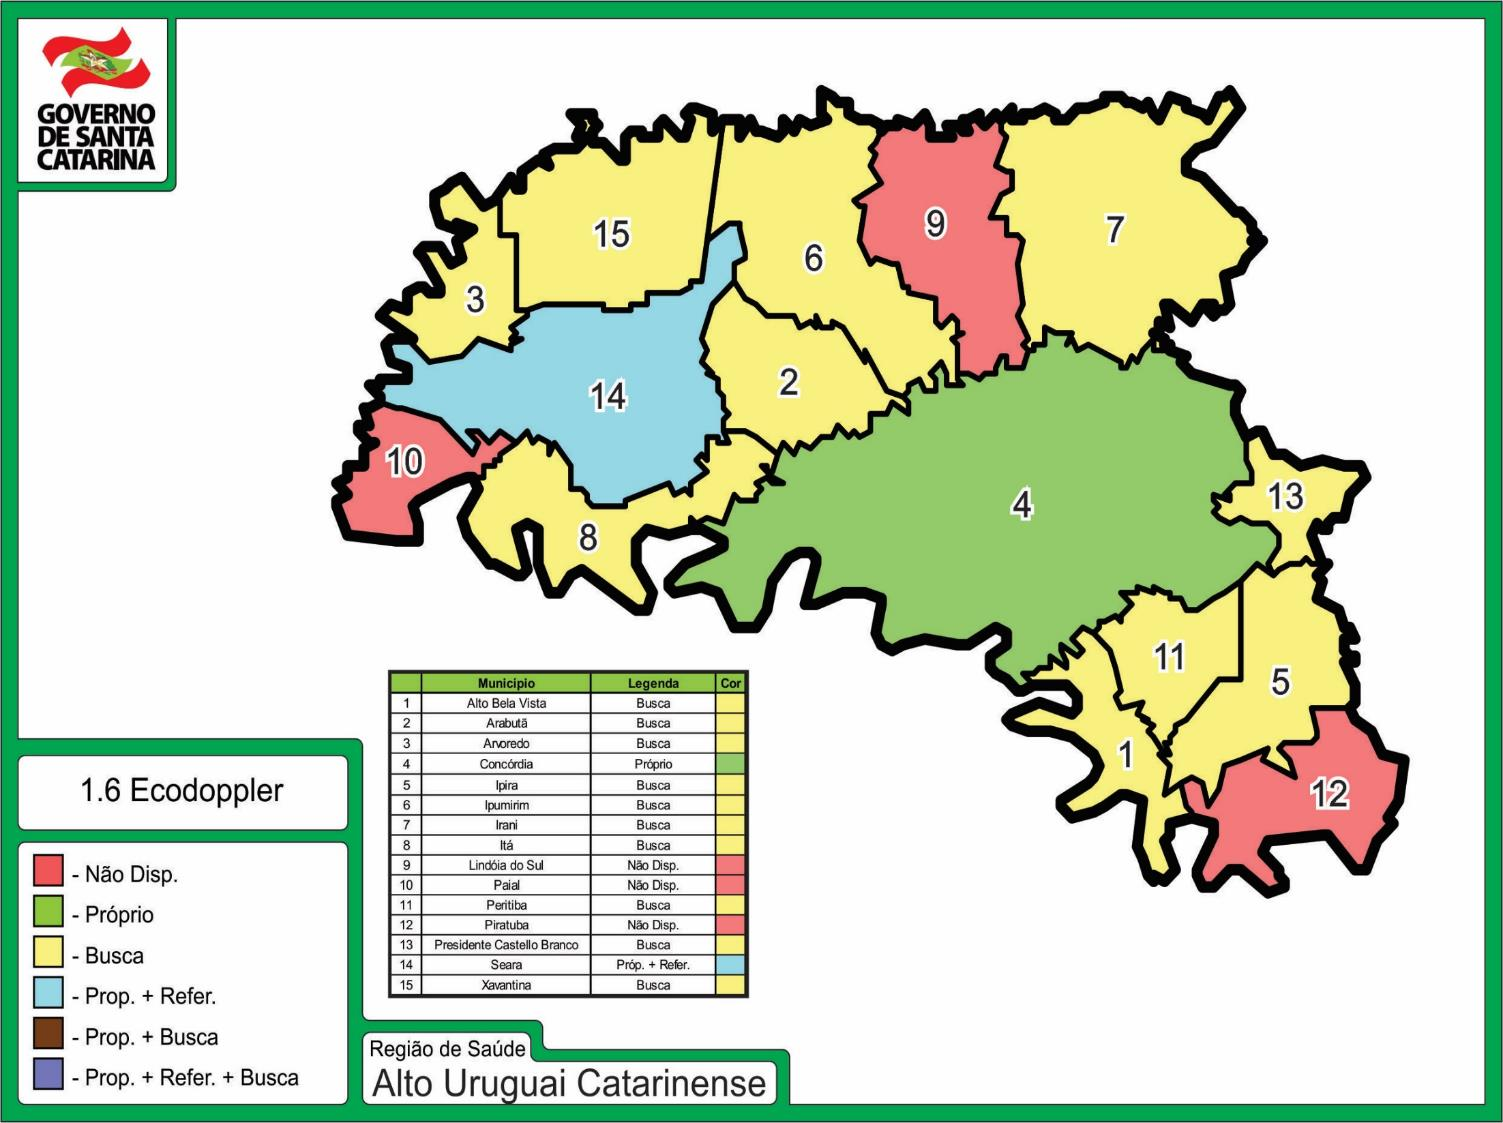 GOVERNO
DE SANTA
CATARINA
15
6
9
7
3
14
2
10
8
4
13
11
5
1
12
Municipio Legenda Cor
1 Alto Bela Vista Busca
2 Arabutã Busca
3 Arvoredo Busca
4 Concórdia Próprio
5 Ipira Busca
6 Ipumirim Busca
7 Irani Busca
8 Itá Busca
9 Lindóia do Sul Não Disp.
10 Paial Não Disp.
11 Peritiba Busca
12 Piratuba Não Disp.
13 Presidente Castello Branco Busca
14 Seara Próp. + Refer.
15 Xavantina Busca
1.6 Ecodoppler
- Não Disp.
- Próprio
- Busca
- Prop. + Refer.
- Prop. + Busca
- Prop. + Refer. + Busca
Região de Saúde
Alto Uruguai Catarinense